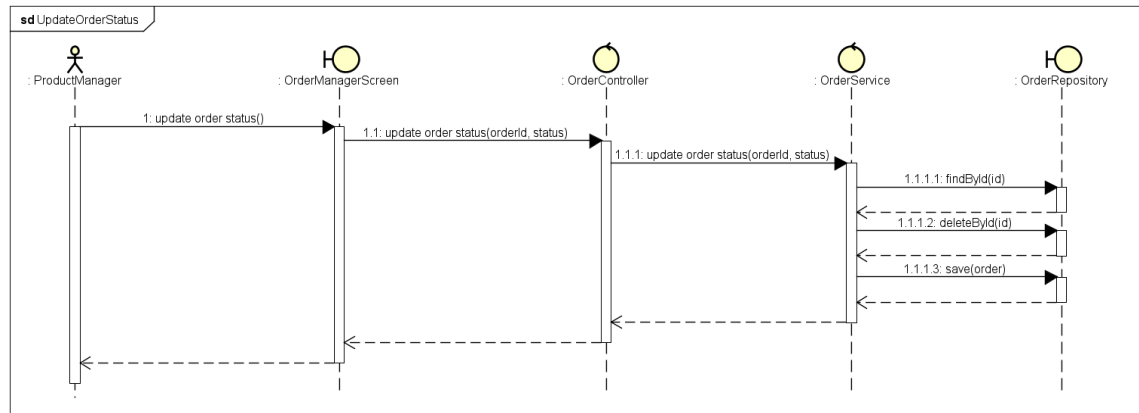 sd UpdateOrderStatus
: ProductManager
: OrderManagerScreen
: OrderController
: OrderService
: OrderRepository
1: update order status()
1.1: update order status(orderId, status)
1.1.1: update order status(orderId, status)
1.1.1.1: findById(id)
1.1.1.2: deleteById(id)
1.1.1.3: save(order)